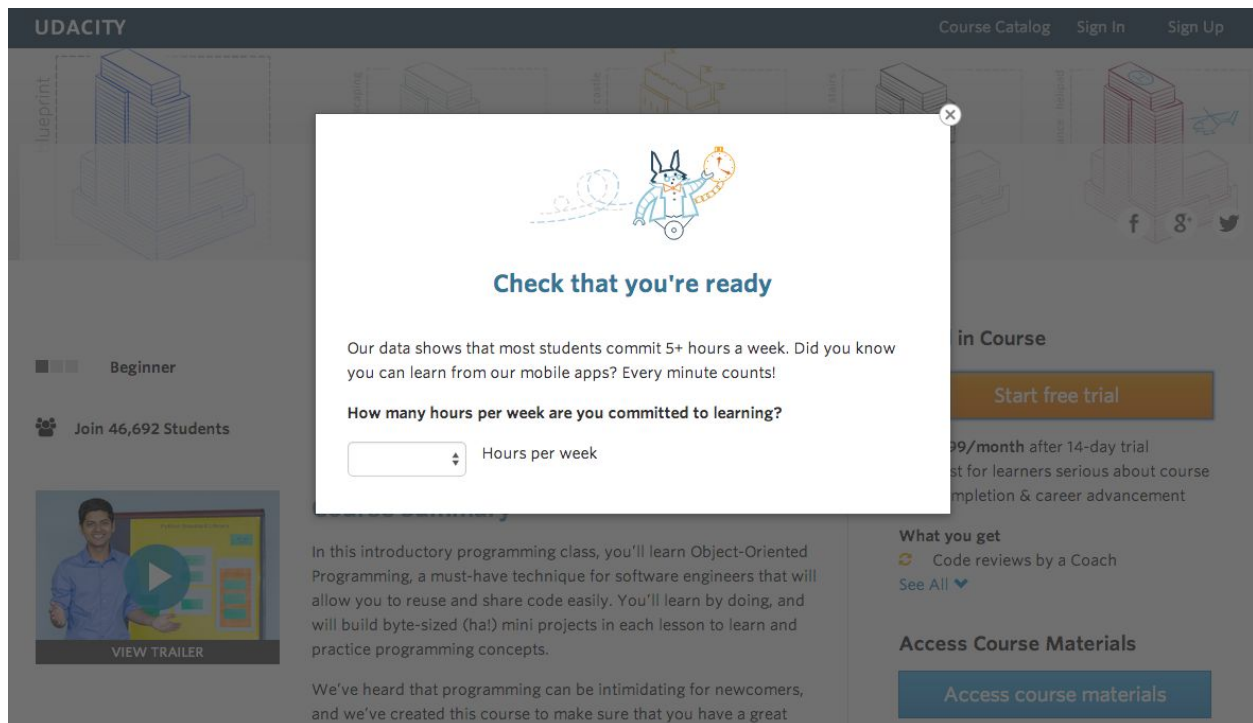 UDACITY
Course Catalog Sign In Sign Up
Check that you're ready
Our data shows that most students commit 5+ hours a week. Did you know
you can learn from our mobile apps? Every minute counts!
How many hours per week are you committed to learning?
Hours per week
Beginner
Join 46,692 Students
VIEW TRAILER
In this introductory programming class, you'll learn Object-Oriented
Programming, a must-have technique for software engineers that will
allow you to reuse and share code easily. You'll learn by doing, and
will build byte-sized (ha!) mini projects in each lesson to learn and
practice programming concepts.
We've heard that programming can be intimidating for newcomers,
and we've created this course to make sure that you have a great
in Course
Start free trial
99/month after 14-day trial
st for learners serious about course
mpletion & career advancement
What you get
Code reviews by a Coach
See All
Access Course Materials
Access course materials